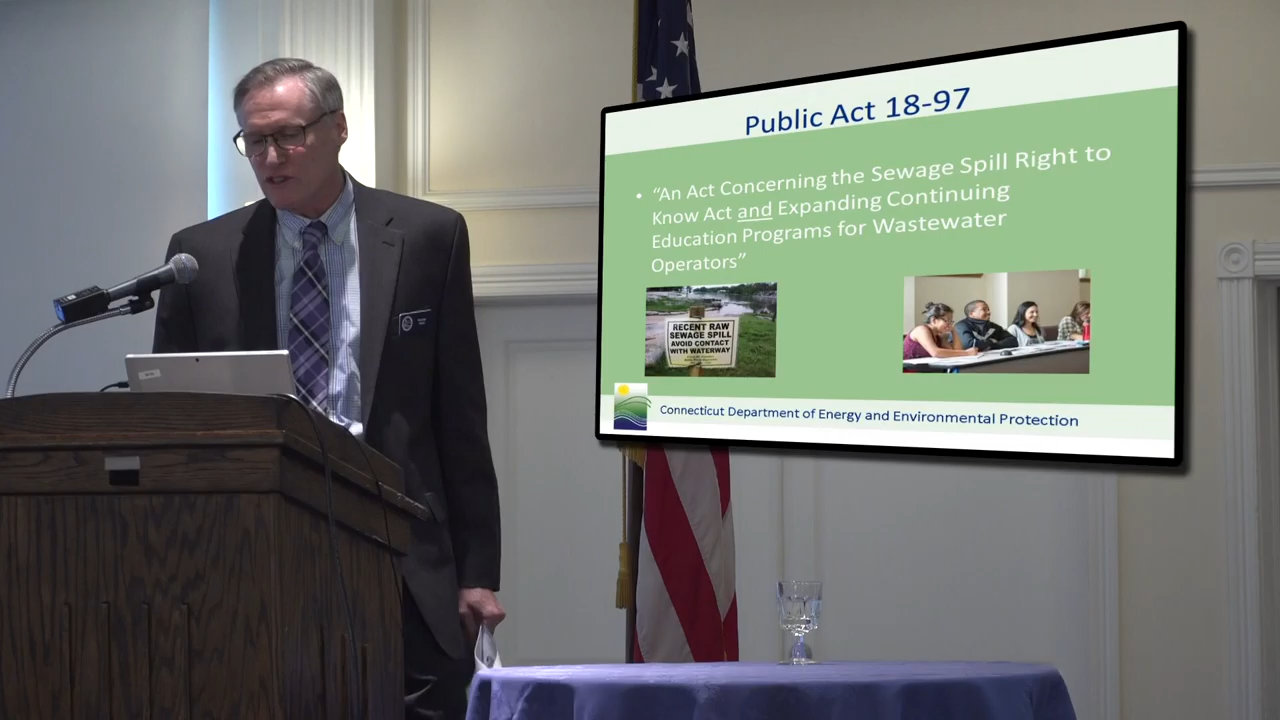 Public Act 18-97
• “An Act Concerning the Sewage Spill Right to
Know Act and Expanding Continuing
Education Programs for Wastewater
Operators”
RECENT RAW
SEWAGE SPILL
AVOID CONTACT
WITH WATERWAY
Connecticut Department of Energy and Environmental Protection